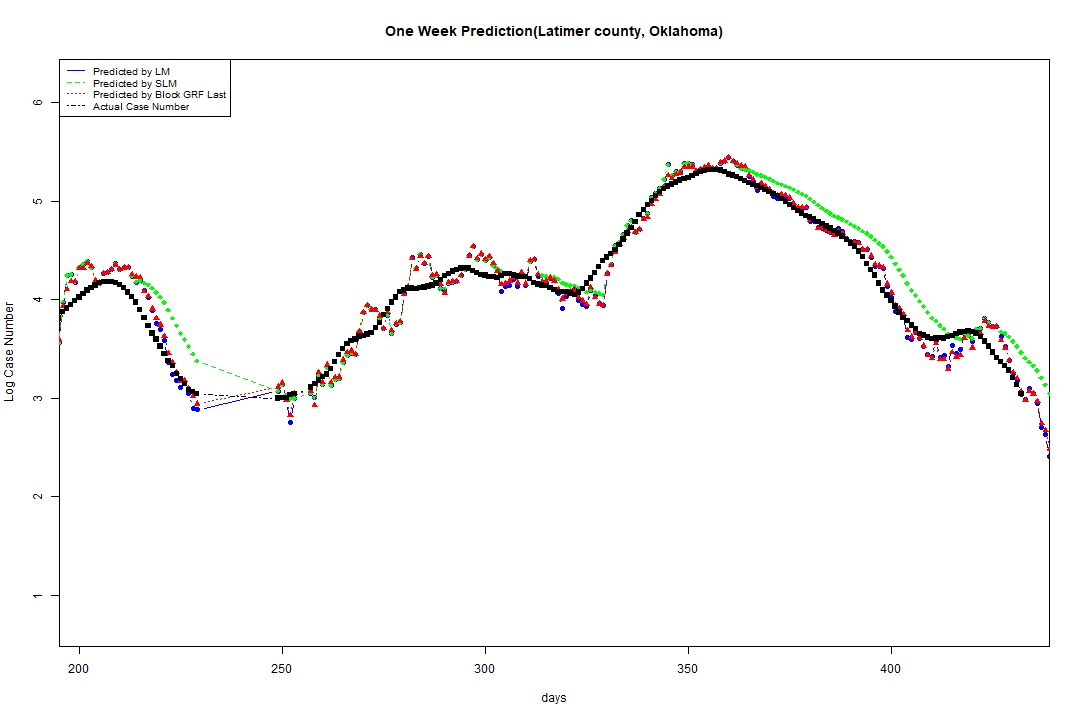 One Week Prediction(Latimer county, Oklahoma)
Predicted by LM
Predicted by SLM
Predicted by Block GRF Last
Actual Case Number
6
5
4
3
2
1
Log Case Number
200 250 300 350 400
days